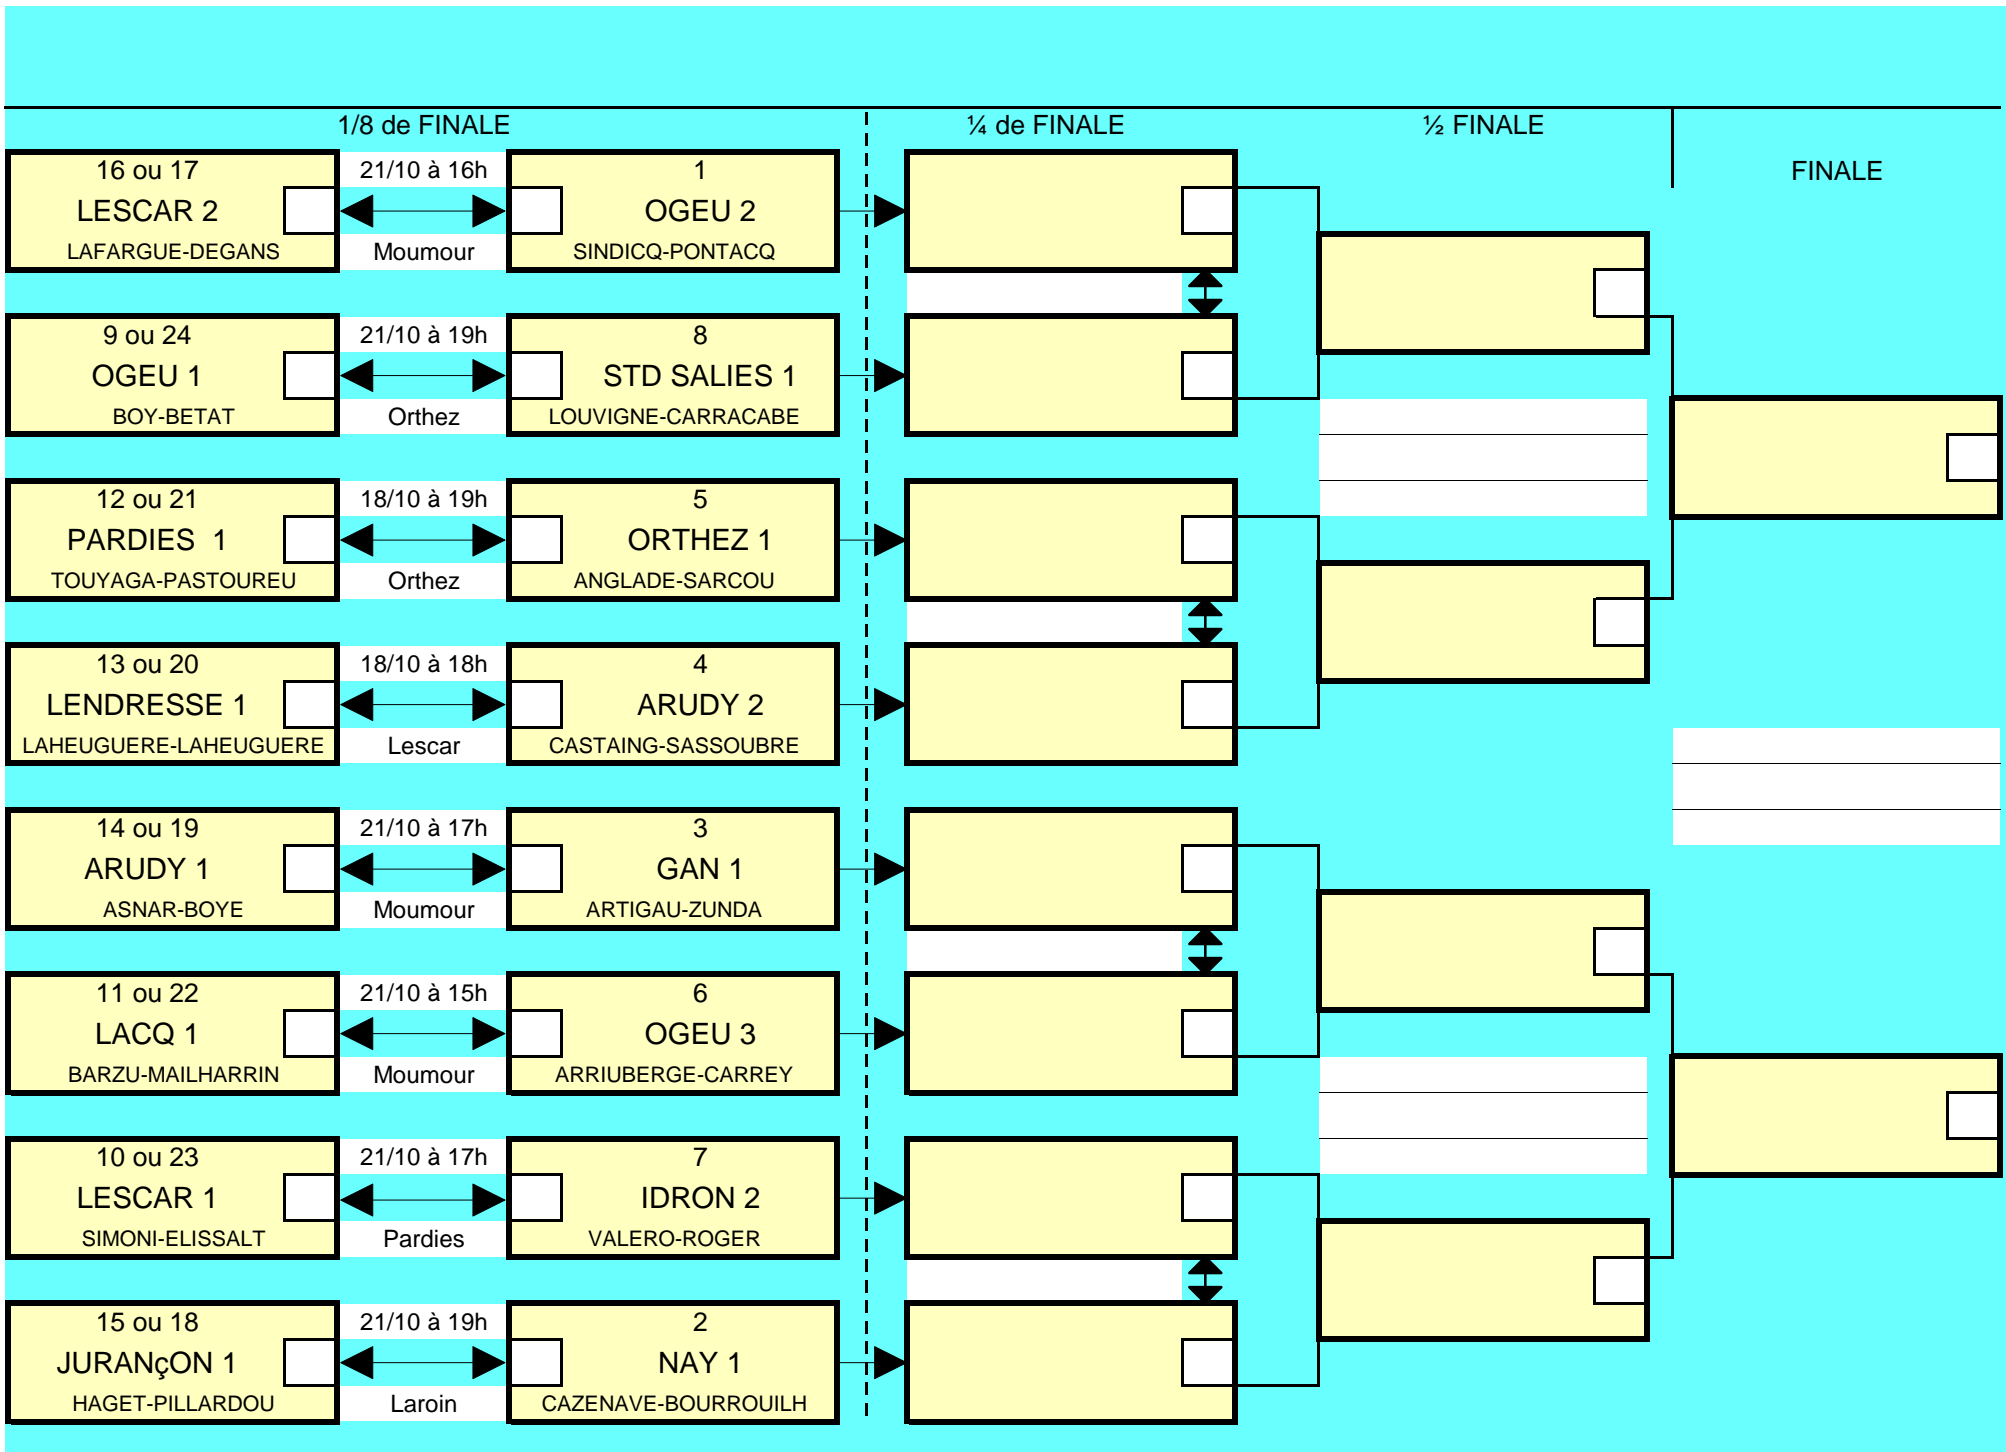 1/8 de FINALE
¼ de FINALE
½ FINALE
FINALE
16 ou 17
21/10 à 16h
1
LESCAR 2
OGEU 2
LAFARGUE-DEGANS
Moumour
SINDICQ-PONTACQ
9 ou 24
21/10 à 19h
8
OGEU 1
STD SALIES 1
BOY-BETAT
Orthez
LOUVIGNE-CARRACABE
12 ou 21
18/10 à 19h
5
PARDIES 1
ORTHEZ 1
TOUYAGA-PASTOUREU
Orthez
ANGLADE-SARCOU
13 ou 20
18/10 à 18h
4
LENDRESSE 1
ARUDY 2
LAHEUGUERE-LAHEUGUERE
Lescar
CASTAING-SASSOUBRE
14 ou 19
21/10 à 17h
3
ARUDY 1
GAN 1
ASNAR-BOYE
Moumour
ARTIGAU-ZUNDA
11 ou 22
21/10 à 15h
6
LACQ 1
OGEU 3
BARZU-MAILHARRIN
Moumour
ARRIUBERGE-CARREY
10 ou 23
21/10 à 17h
7
LESCAR 1
IDRON 2
SIMONI-ELISSALT
Pardies
VALERO-ROGER
15 ou 18
21/10 à 19h
2
JURANçON 1
NAY 1
HAGET-PILLARDOU
Laroin
CAZENAVE-BOURROUILH